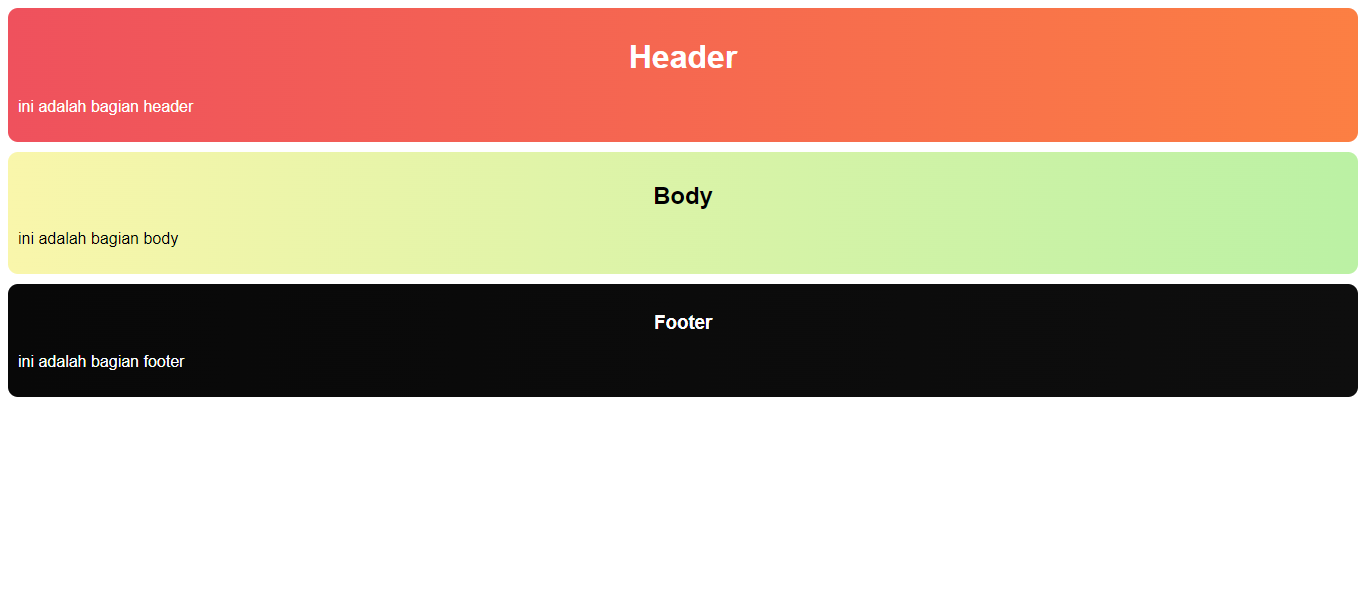 Header
ini adalah bagian header
Body
ini adalah bagian body
Footer
ini adalah bagian footer